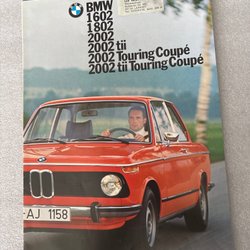 BMW
1602
1802
2002
2002 tii
2002 Touring Coupé
2002 tii Touring Coupé
-AJ 1158